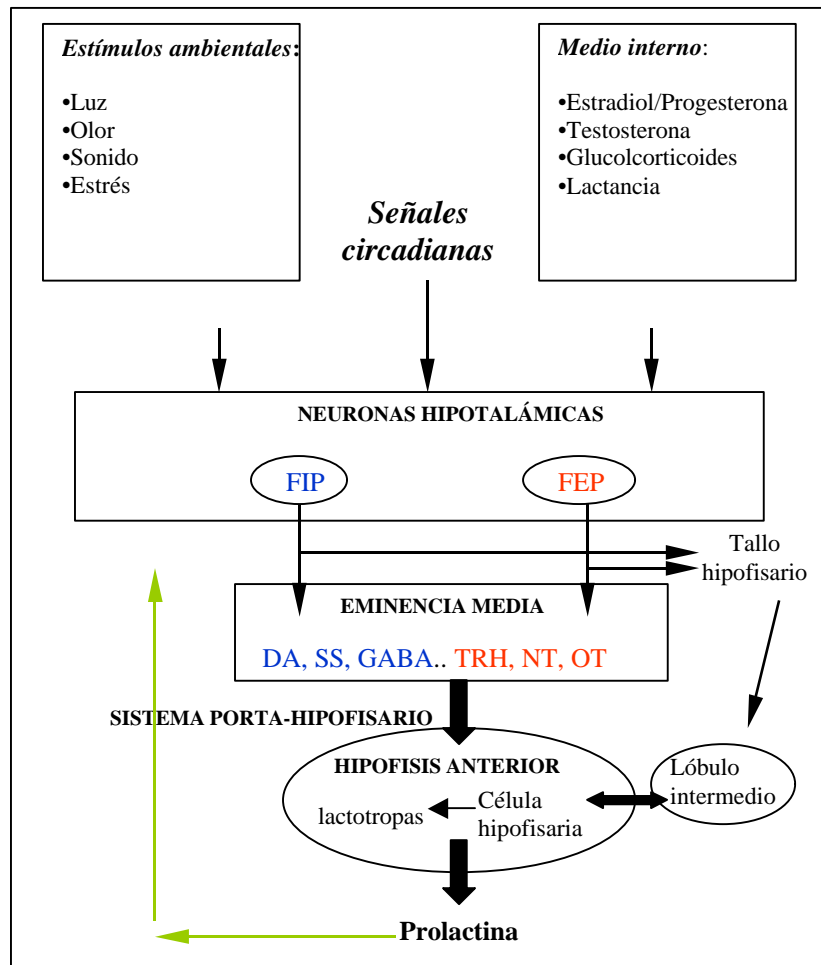 Estímulos ambientales:
•Luz
•Olor
•Sonido
•Estrés
Medio interno:
•Estradiol/Progesterona
•Testosterona
•Glucolcorticoides
•Lactancia
Señales
circadianas
NEURONAS HIPOTALÁMICAS
FIP
FEP
Tallo
hipofisario
EMINENCIA MEDIA
DA, SS, GABA.. TRH, NT, OT
SISTEMA PORTA-HIPOFISARIO
HIPOFISIS ANTERIOR
lactotropas
Célula
hipofisaria
Lóbulo
intermedio
Prolactina